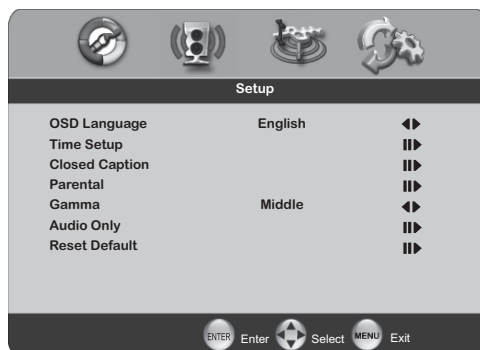 Setup
OSD Language English
Time Setup
Closed Caption
Parental
Gamma Middle
Audio Only
Reset Default
ENTER Enter Select MENU Exit